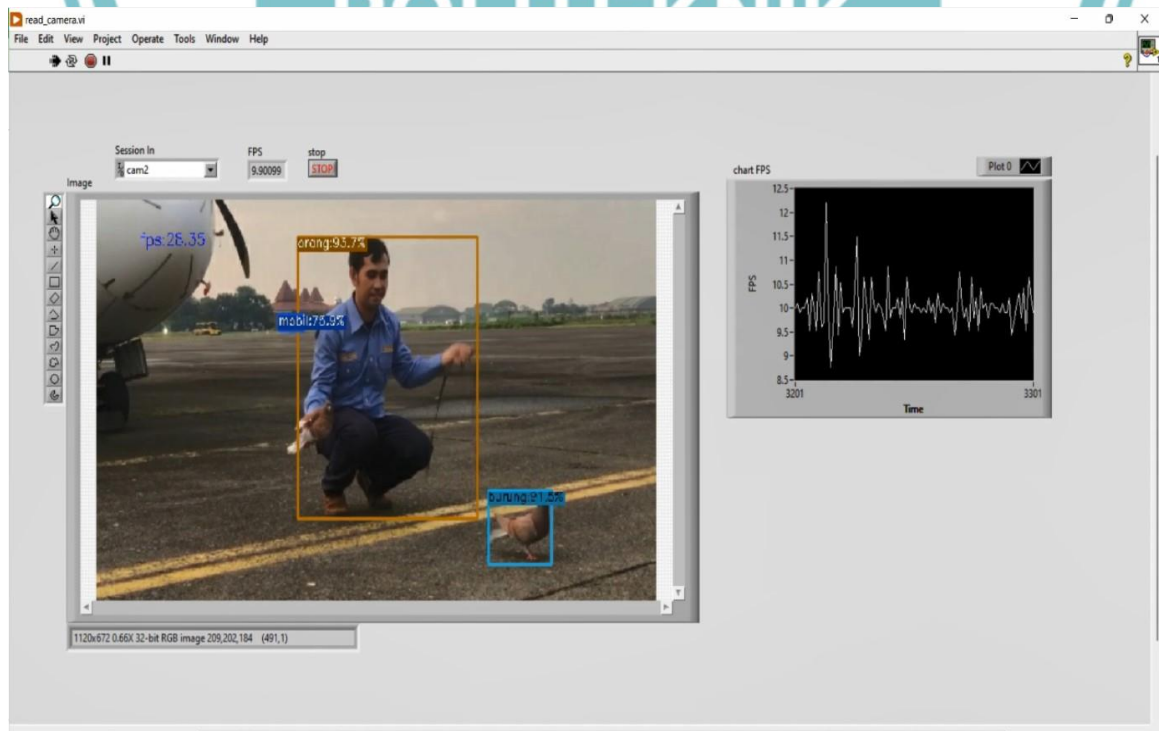 read_camera.vi
File Edit View Project Operate Tools Window Help
Session In
cam2
FPS
9.90099
stop
STOP
Image
fps:28.35
orang:93.7%
mobil:76.9%
burung:91.6%
1120x672 0.66X 32-bit RGB image 209,202,184 (491,1)
chart FPS
Plot 0
12.5
12
11.5
11
10.5
10
9.5
9
8.5
FPS
3201
3301
Time